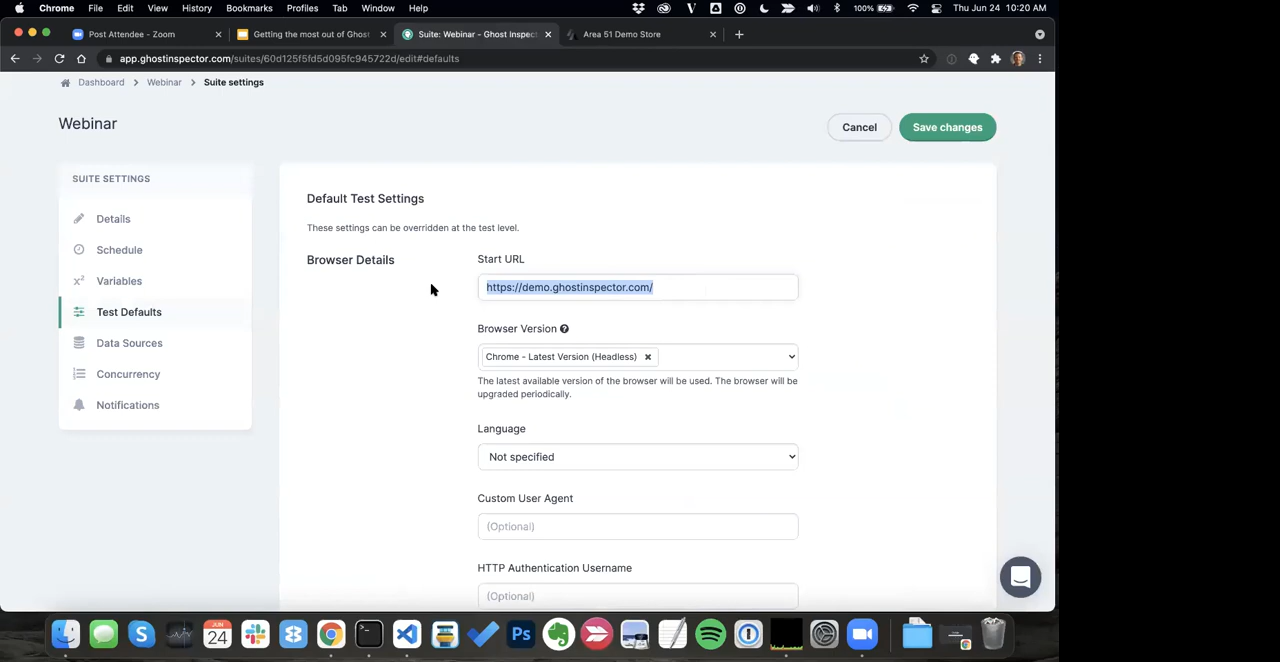 Chrome File Edit View History Bookmarks Profiles Tab Window Help 100% Thu Jun 24 10:20 AM
Post Attendee - Zoom Getting the most out of Ghost Suite: Webinar - Ghost Inspect Area 51 Demo Store
app.ghostinspector.com/suites/60d125f5fd5d095fc945722d/edit#defaults
Dashboard Webinar Suite settings
Webinar
Cancel
Save changes
SUITE SETTINGS
Details
Schedule
Variables
Test Defaults
Data Sources
Concurrency
Notifications
Default Test Settings
These settings can be overridden at the test level.
Browser Details
Start URL
https://demo.ghostinspector.com/
Browser Version
Chrome - Latest Version (Headless)
The latest available version of the browser will be used. The browser will be
upgraded periodically.
Language
Not specified
Custom User Agent
(Optional)
HTTP Authentication Username
(Optional)
JUN
24
Ps